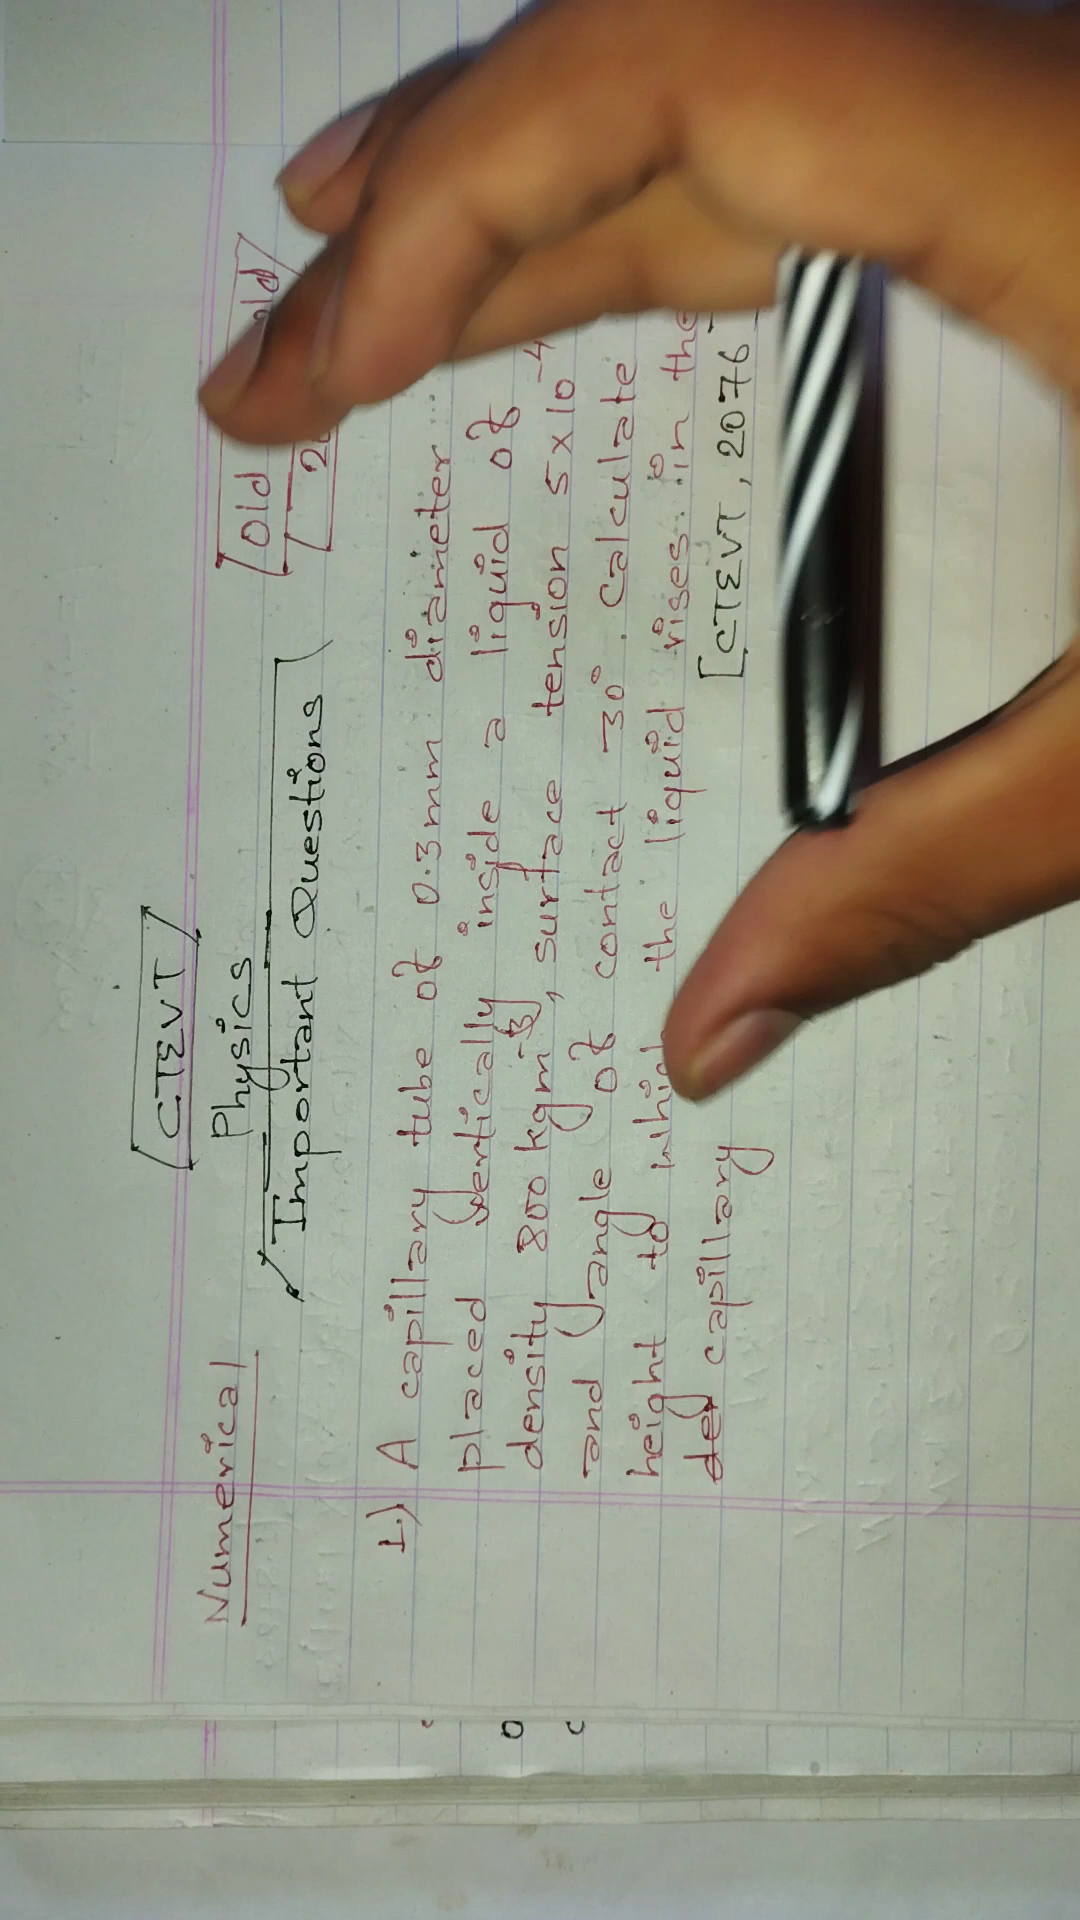 CTEVT
Physics
Numerical
Old
Important Questions
1.) A capillary tube of 0.3mm diameter
placed vertically inside a liquid of
density 800 kgm⁻³, surface tension 5×10⁻⁴
and angle of contact 30°. Calculate
height to which the liquid rises in the
capillary
[CTEVT, 2076